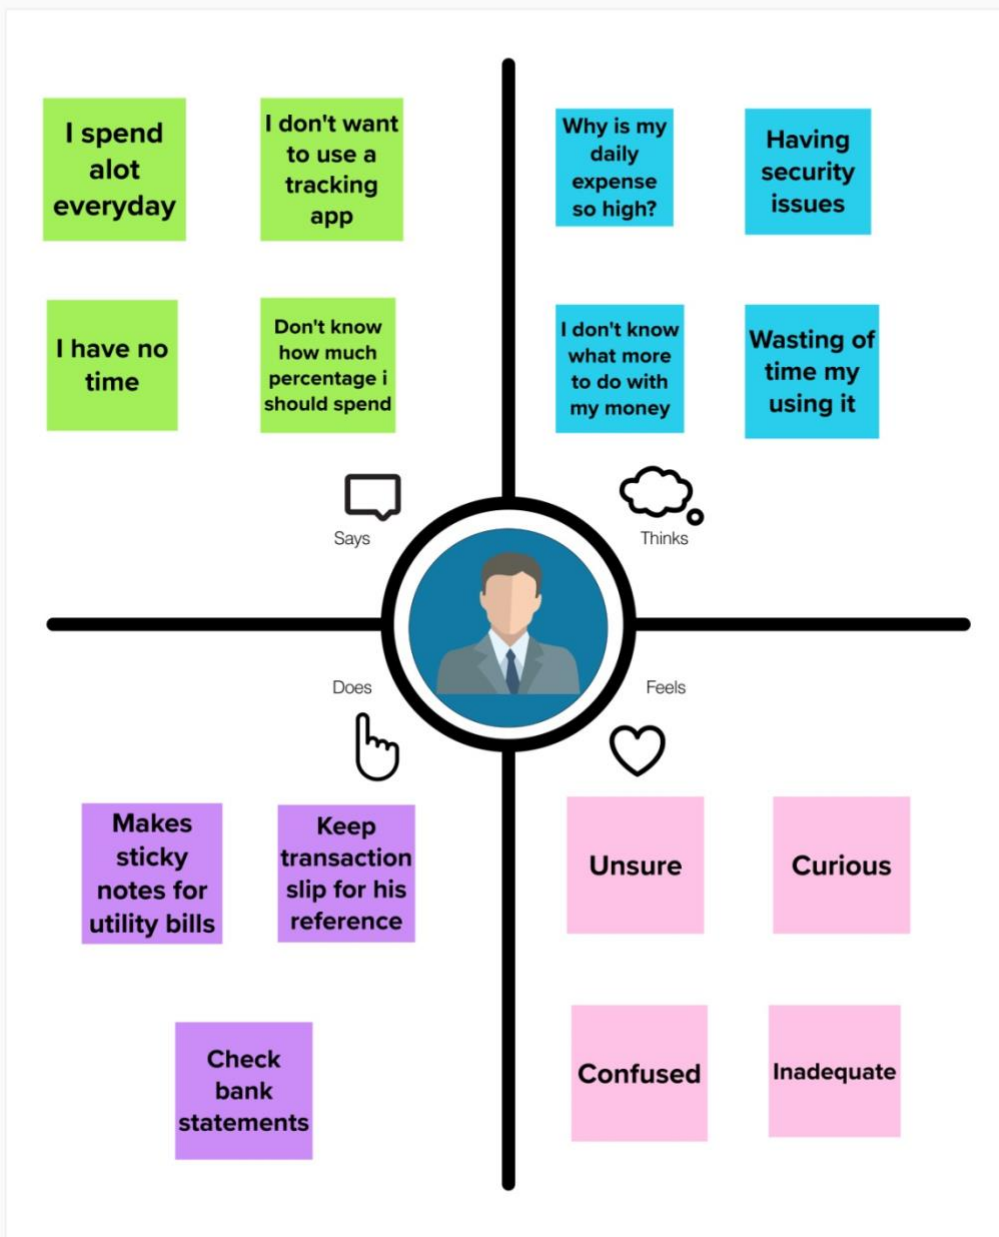 I spend
alot
everyday
I don't want
to use a
tracking
app
I have no
time
Don't know
how much
percentage i
should spend
Says
Why is my
daily
expense
so high?
Having
security
issues
I don't know
what more
to do with
my money
Wasting of
time my
using it
Thinks
Does
Makes
sticky
notes for
utility bills
Keep
transaction
slip for his
reference
Check
bank
statements
Feels
Unsure
Curious
Confused
Inadequate